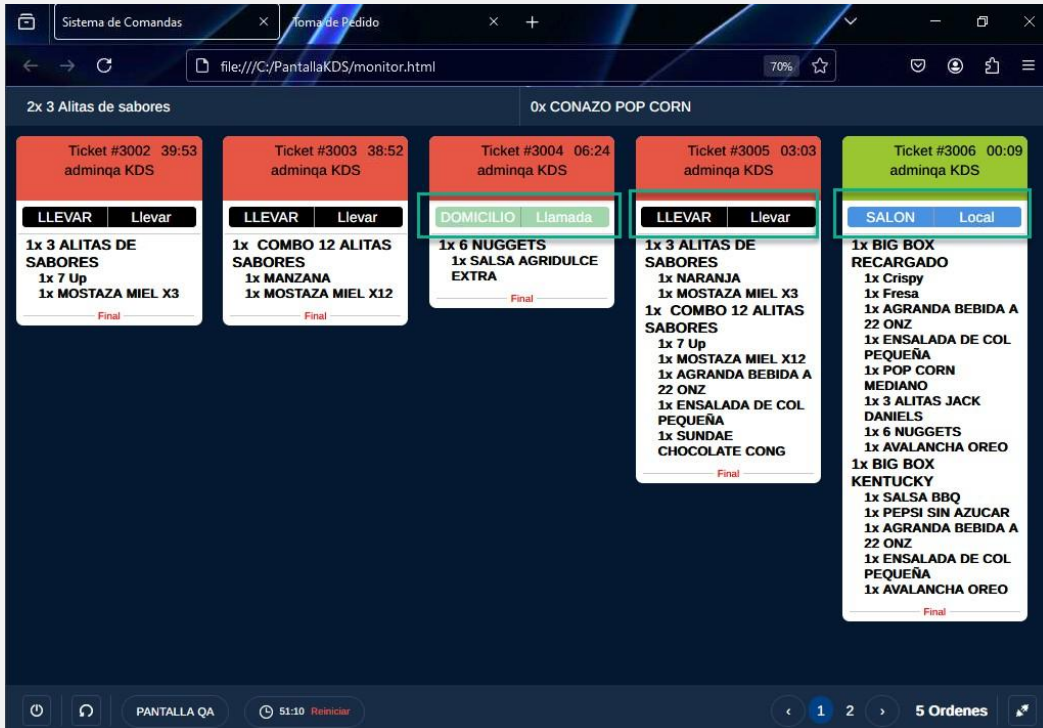 Sistema de Comandas
Toma de Pedido
file:///C:/PantallaKDS/monitor.html
70%
2x 3 Alitas de sabores
0x CONAZO POP CORN
Ticket #3002 39:53
adminqa KDS
LLEVAR Llevar
1x 3 ALITAS DE
SABORES
1x 7 Up
1x MOSTAZA MIEL X3
Final
Ticket #3003 38:52
adminqa KDS
LLEVAR Llevar
1x COMBO 12 ALITAS
SABORES
1x MANZANA
1x MOSTAZA MIEL X12
Final
Ticket #3004 06:24
adminqa KDS
DOMICILIO Llamada
1x 6 NUGGETS
1x SALSA AGRIDULCE
EXTRA
Final
Ticket #3005 03:03
adminqa KDS
LLEVAR Llevar
1x 3 ALITAS DE
SABORES
1x NARANJA
1x MOSTAZA MIEL X3
1x COMBO 12 ALITAS
SABORES
1x 7 Up
1x MOSTAZA MIEL X12
1x AGRANDA BEBIDA A
22 ONZ
1x ENSALADA DE COL
PEQUEÑA
1x SUNDAE
CHOCOLATE CONG
Final
Ticket #3006 00:09
adminqa KDS
SALON Local
1x BIG BOX
RECARGADO
1x Crispy
1x Fresa
1x AGRANDA BEBIDA A
22 ONZ
1x ENSALADA DE COL
PEQUEÑA
1x POP CORN
MEDIANO
1x 3 ALITAS JACK
DANIELS
1x 6 NUGGETS
1x AVALANCHA OREO
1x BIG BOX
KENTUCKY
1x SALSA BBQ
1x PEPSI SIN AZUCAR
1x AGRANDA BEBIDA A
22 ONZ
1x ENSALADA DE COL
PEQUEÑA
1x AVALANCHA OREO
Final
PANTALLA QA
51:10 Reiniciar
1 2
5 Ordenes